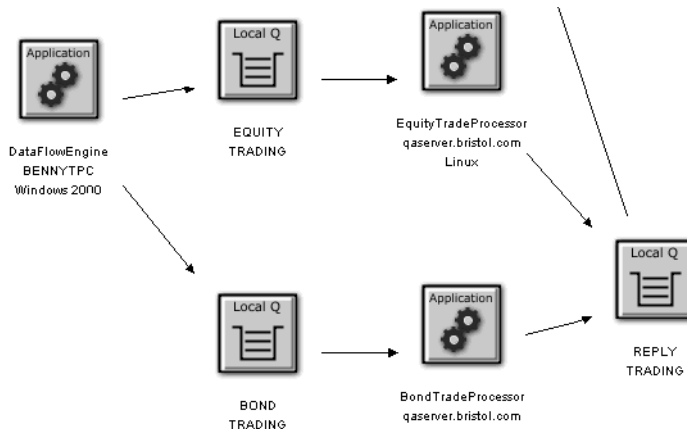 Application
DataFlowEngine
BENNYTPC
Windows 2000
Local Q
EQUITY
TRADING
Application
EquityTradeProcessor
qaserver.bristol.com
Linux
Local Q
BOND
TRADING
Application
BondTradeProcessor
qaserver.bristol.com
Local Q
REPLY
TRADING